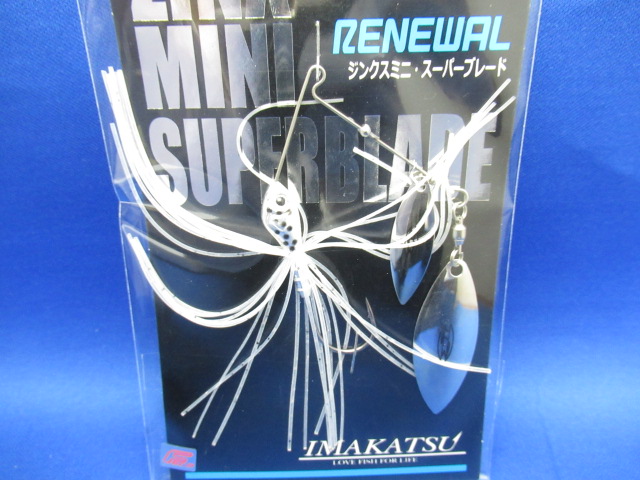 ZINX
MINI
SUPERBLADE
RENEWAL
ジンクスミニ・スーパーブレード
IMAKATSU
LOVE FISH FOR LIFE